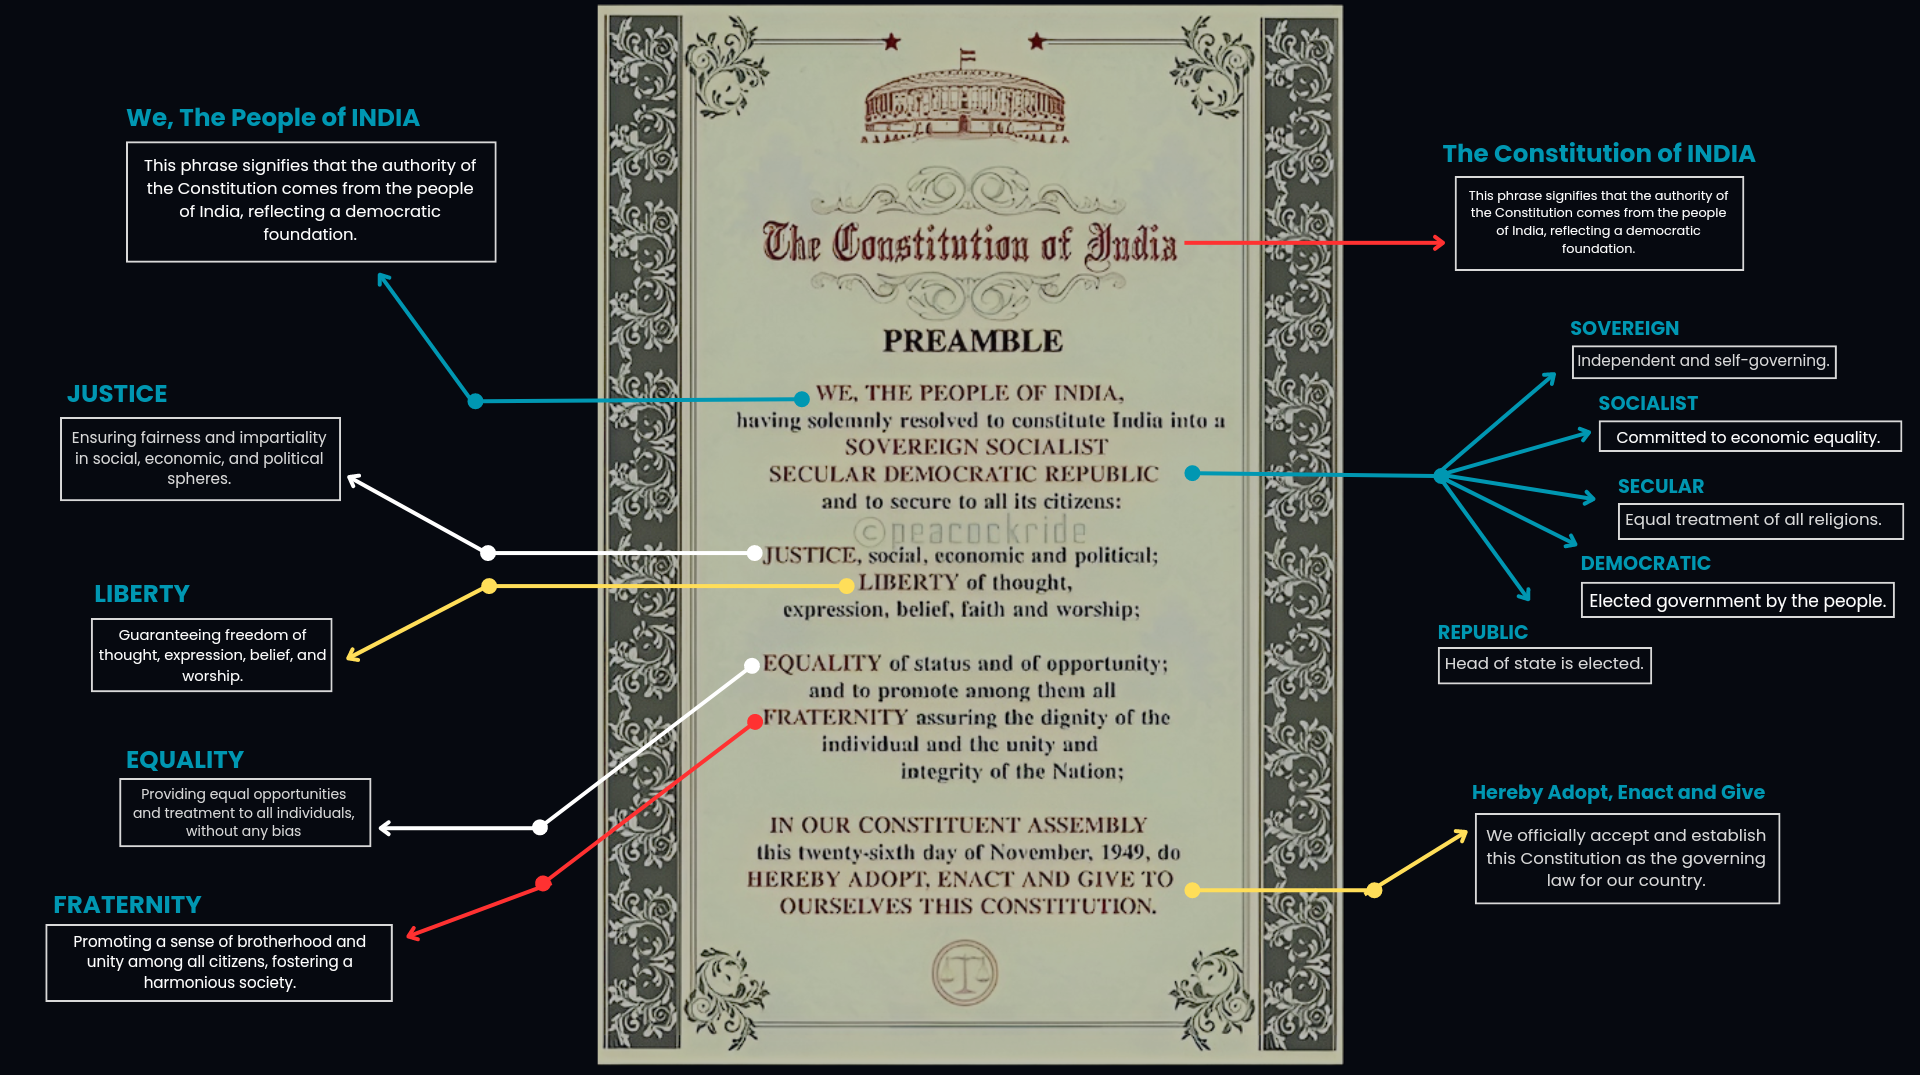 We, The People of INDIA
This phrase signifies that the authority of
the Constitution comes from the people
of India, reflecting a democratic
foundation.
JUSTICE
Ensuring fairness and impartiality
in social, economic, and political
spheres.
LIBERTY
Guaranteeing freedom of
thought, expression, belief, and
worship.
EQUALITY
Providing equal opportunities
and treatment to all individuals,
without any bias
FRATERNITY
Promoting a sense of brotherhood and
unity among all citizens, fostering a
harmonious society.
The Constitution of India
PREAMBLE
WE, THE PEOPLE OF INDIA,
having solemnly resolved to constitute India into a
SOVEREIGN SOCIALIST
SECULAR DEMOCRATIC REPUBLIC
and to secure to all its citizens:
©peacockride
JUSTICE, social, economic and political;
LIBERTY of thought,
expression, belief, faith and worship;
EQUALITY of status and of opportunity;
and to promote among them all
FRATERNITY assuring the dignity of the
individual and the unity and
integrity of the Nation;
IN OUR CONSTITUENT ASSEMBLY
this twenty-sixth day of November, 1949, do
HEREBY ADOPT, ENACT AND GIVE TO
OURSELVES THIS CONSTITUTION.
The Constitution of INDIA
This phrase signifies that the authority of
the Constitution comes from the people
of India, reflecting a democratic
foundation.
SOVEREIGN
Independent and self-governing.
SOCIALIST
Committed to economic equality.
SECULAR
Equal treatment of all religions.
DEMOCRATIC
Elected government by the people.
REPUBLIC
Head of state is elected.
Hereby Adopt, Enact and Give
We officially accept and establish
this Constitution as the governing
law for our country.